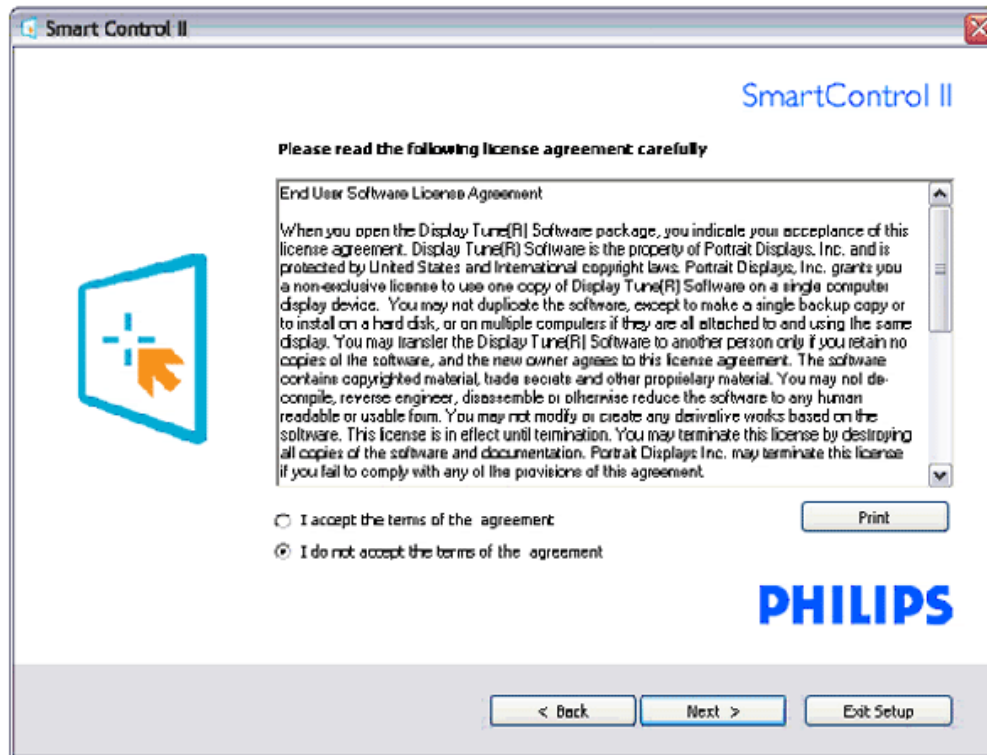 Smart Control II
SmartControl II
Please read the following license agreement carefully
End User Software License Agreement
When you open the Display Tune(R) Software package, you indicate your acceptance of this
license agreement. Display Tune(R) Software is the property of Portrait Displays, Inc. and is
protected by United States and International copyright laws. Portrait Displays, Inc. grants you
a non-exclusive license to use one copy of Display Tune(R) Software on a single computer
display device. You may not duplicate the software, except to make a single backup copy or
to install on a hard disk, or on multiple computers if they are all attached to and using the same
display. You may transfer the Display Tune(R) Software to another person only if you retain no
copies of the software, and the new owner agrees to this license agreement. The software
contains copyrighted material, trade secrets and other proprietary material. You may not de-
compile, reverse engineer, disassemble or otherwise reduce the software to any human
readable or usable form. You may not modify or create any derivative works based on the
software. This license is in effect until termination. You may terminate this license by destroying
all copies of the software and documentation. Portrait Displays Inc. may terminate this license
if you fail to comply with any of the provisions of this agreement.
I accept the terms of the agreement
Print
I do not accept the terms of the agreement
PHILIPS
< Back
Next >
Exit Setup